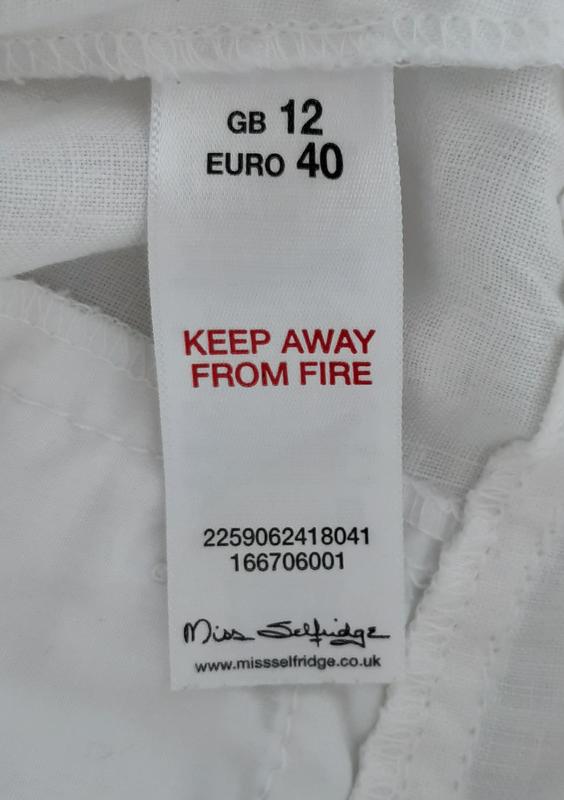 GB 12
EURO 40
KEEP AWAY
FROM FIRE
2259062418041
166706001
Miss Selfridge
www.missselfridge.co.uk